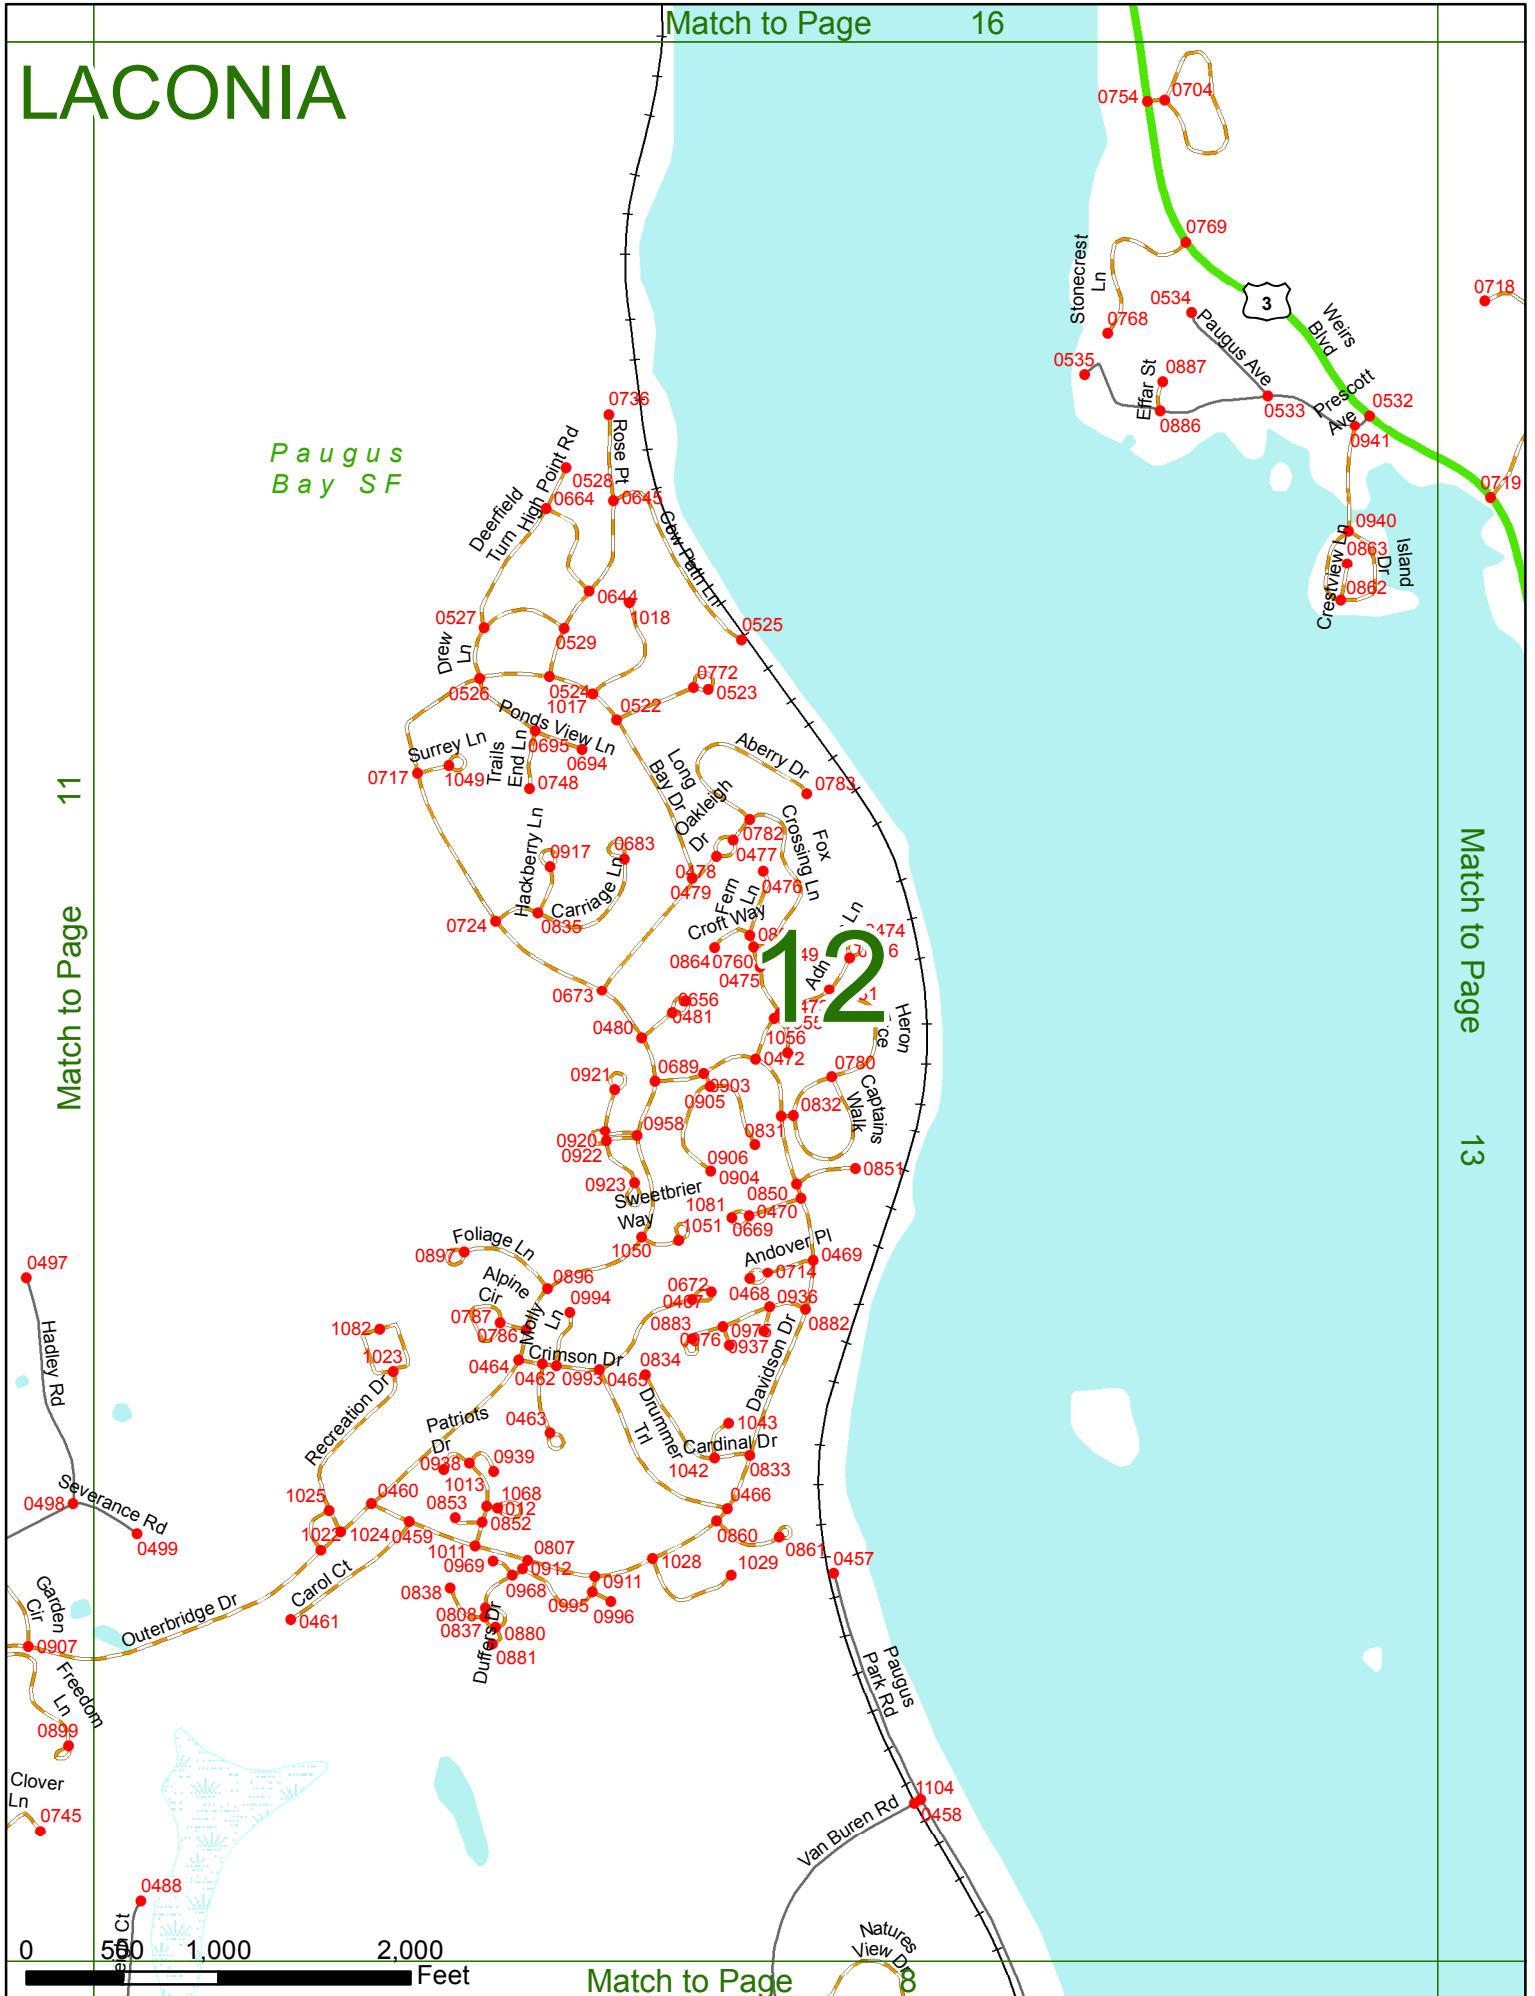 Match to Page 16
LACONIA
0754
0704
0769
Stonecrest
Ln
0534
0768
3
Weirs
Blvd
0718
0535
Paugus Ave
Effar St
0887
0886
0533
Prescott
Ave
0532
0941
0719
0736
Paugus
Bay SF
Rose Pt
High Point Rd
0528
0664
0645
Deerfield
Turn
Cow Path Ln
0940
0863
Island
Dr
0862
Crestview Ln
0644
1018
0527
0529
0525
Drew
Ln
0526
0524
1017
0772
0523
0522
Ponds View Ln
0695
0694
Surrey Ln
0717
1049
Trails
End Ln
0748
Long
Bay Dr
Aberry Dr
0783
Oakleigh
Dr
0782
Fox
Crossing Ln
Hackberry Ln
0917
0683
0477
0478
0479
0476
Carriage Ln
Fern
Ln
0724
0835
Croft Way
0864
0760
0475
12
0474
Ln
11
Match to Page
Match to Page
13
0673
0656
0481
0480
1056
0472
Heron
0780
0689
0903
0905
0921
Captains
Walk
0832
0831
0958
0920
0922
0906
0904
0851
0923
Sweetbrier
Way
0850
1081
0470
0669
1051
1050
Andover Pl
0469
0714
0468
Foliage Ln
0897
0896
Alpine
Cir
0994
0672
0467
0936
0882
0787
0786
Molly
Ln
0883
0976
0975
0937
0497
Hadley Rd
1082
1023
Crimson Dr
0464
0462
0993
0465
0834
Davidson Dr
Recreation Dr
Patriots
Dr
0463
Drummer
Trl
1043
Cardinal Dr
1042
0833
0938
0939
1013
0498
Severance Rd
0499
0460
1025
1022
1024
0459
0853
1068
1012
0852
0466
0860
0861
1011
0807
0969
0912
0968
1028
1029
0457
Carol Ct
0461
0838
0911
0995
0996
0808
0837
0880
0881
Duffers Dr
Garden
Cir
0907
Outerbridge Dr
Freedom
Ln
0899
Paugus
Park Rd
Clover
Ln
0745
1104
0458
Van Buren Rd
0488
Ct
Natures
View Dr
0 500 1,000 2,000
Feet
Match to Page 8